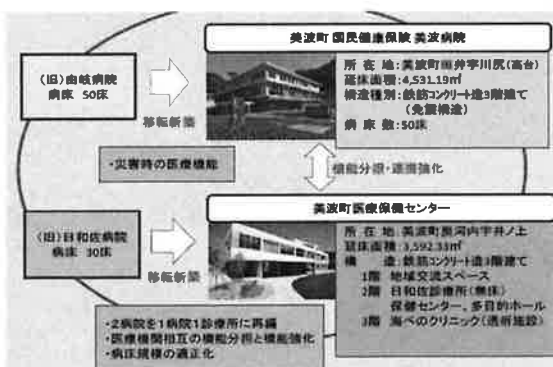 美波町 国民健康保険 美波病院
(旧)由岐病院
病床 50床
移転新築
所 在 地:美波町田井字川尻(高台)
延床面積:4,531.19㎡
構造種別:鉄筋コンクリート造3階建て
(免震構造)
病 床 数:50床
・災害時の医療機能
機能分担・連携強化
美波町医療保健センター
(旧)日和佐病院
病床 30床
移転新築
所 在 地:美波町奥河内字井ノ上
延床面積:3,592.33㎡
構 造:鉄筋コンクリート造3階建て
1階 地域交流スペース
2階 日和佐診療所(無床)
保健センター、多目的ホール
3階 海べのクリニック(透析施設)
・2病院を1病院1診療所に再編
・医療機関相互の機能分担と機能強化
・病床規模の適正化